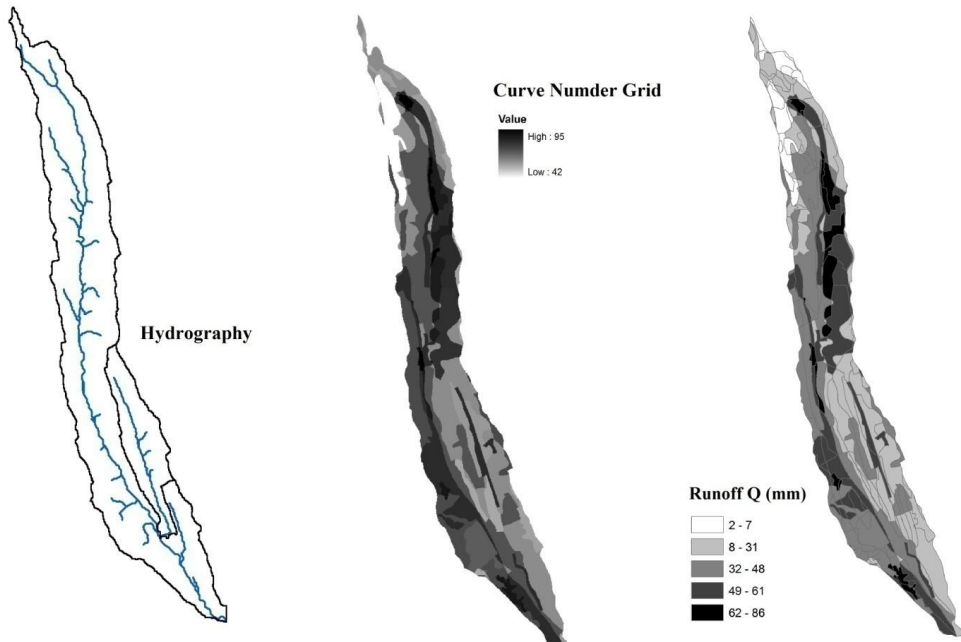 Hydrography
Curve Numder Grid
Value
High : 95
Low : 42
Runoff Q (mm)
2 - 7
8 - 31
32 - 48
49 - 61
62 - 86